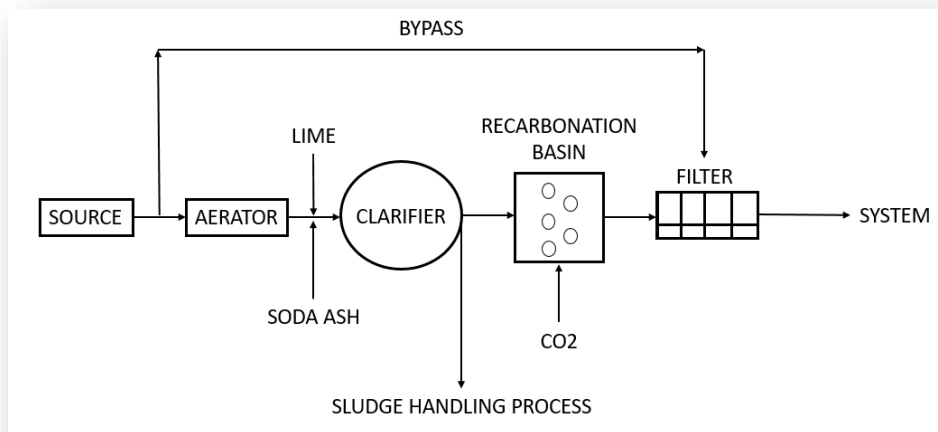 BYPASS
LIME
RECARBONATION
BASIN
FILTER
SOURCE
AERATOR
CLARIFIER
SYSTEM
SODA ASH
CO2
SLUDGE HANDLING PROCESS